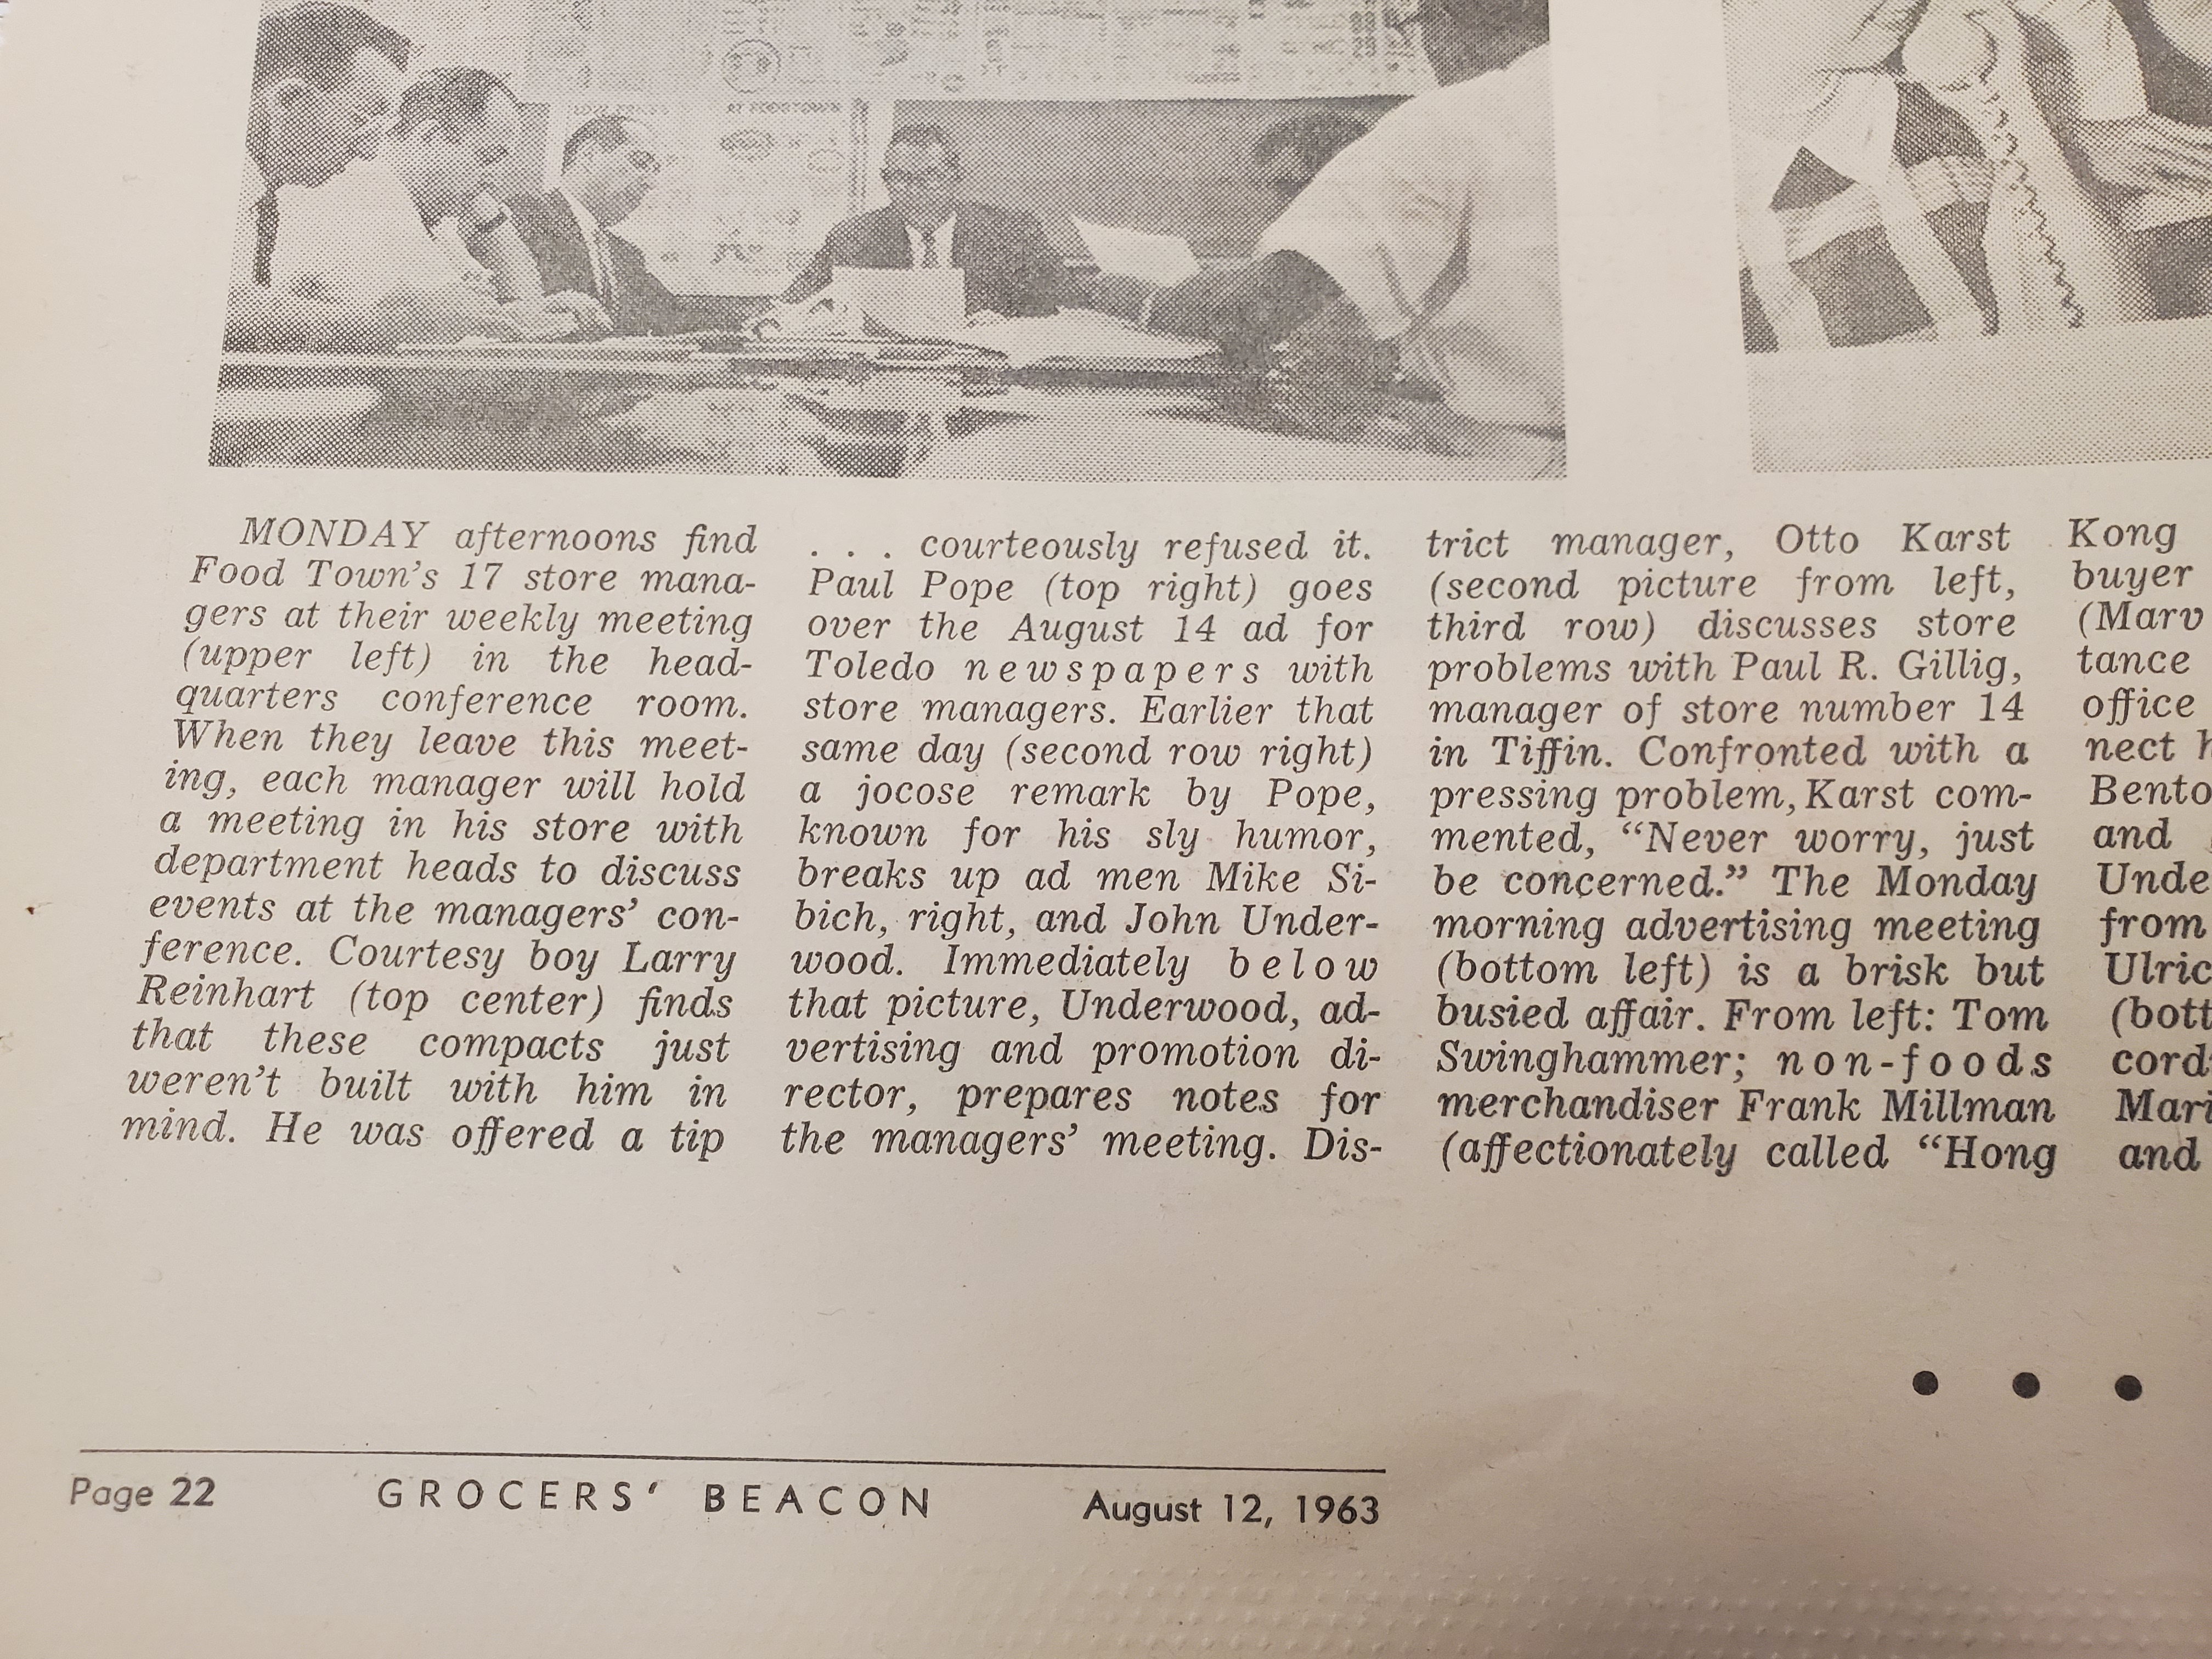 AT FOODTOWN
MONDAY afternoons find
Food Town's 17 store mana-
gers at their weekly meeting
(upper left) in the head-
quarters conference room.
When they leave this meet-
ing, each manager will hold
a meeting in his store with
department heads to discuss
events at the managers' con-
ference. Courtesy boy Larry
Reinhart (top center) finds
that these compacts just
weren't built with him in
mind. He was offered a tip
. . . courteously refused it.
Paul Pope (top right) goes
over the August 14 ad for
Toledo newspapers with
store managers. Earlier that
same day (second row right)
a jocose remark by Pope,
known for his sly humor,
breaks up ad men Mike Si-
bich, right, and John Under-
wood. Immediately below
that picture, Underwood, ad-
vertising and promotion di-
rector, prepares notes for
the managers' meeting. Dis-
trict manager, Otto Karst
(second picture from left,
third row) discusses store
problems with Paul R. Gillig,
manager of store number 14
in Tiffin. Confronted with a
pressing problem, Karst com-
mented, “Never worry, just
be concerned.” The Monday
morning advertising meeting
(bottom left) is a brisk but
busied affair. From left: Tom
Swinghammer; non-foods
merchandiser Frank Millman
(affectionately called “Hong
Kong
buyer
(Marv
tance
office
nect
Bento
and
Unde
from
Ulric
(bott
cord
Mari
and
• • •
Page 22 GROCERS' BEACON August 12, 1963